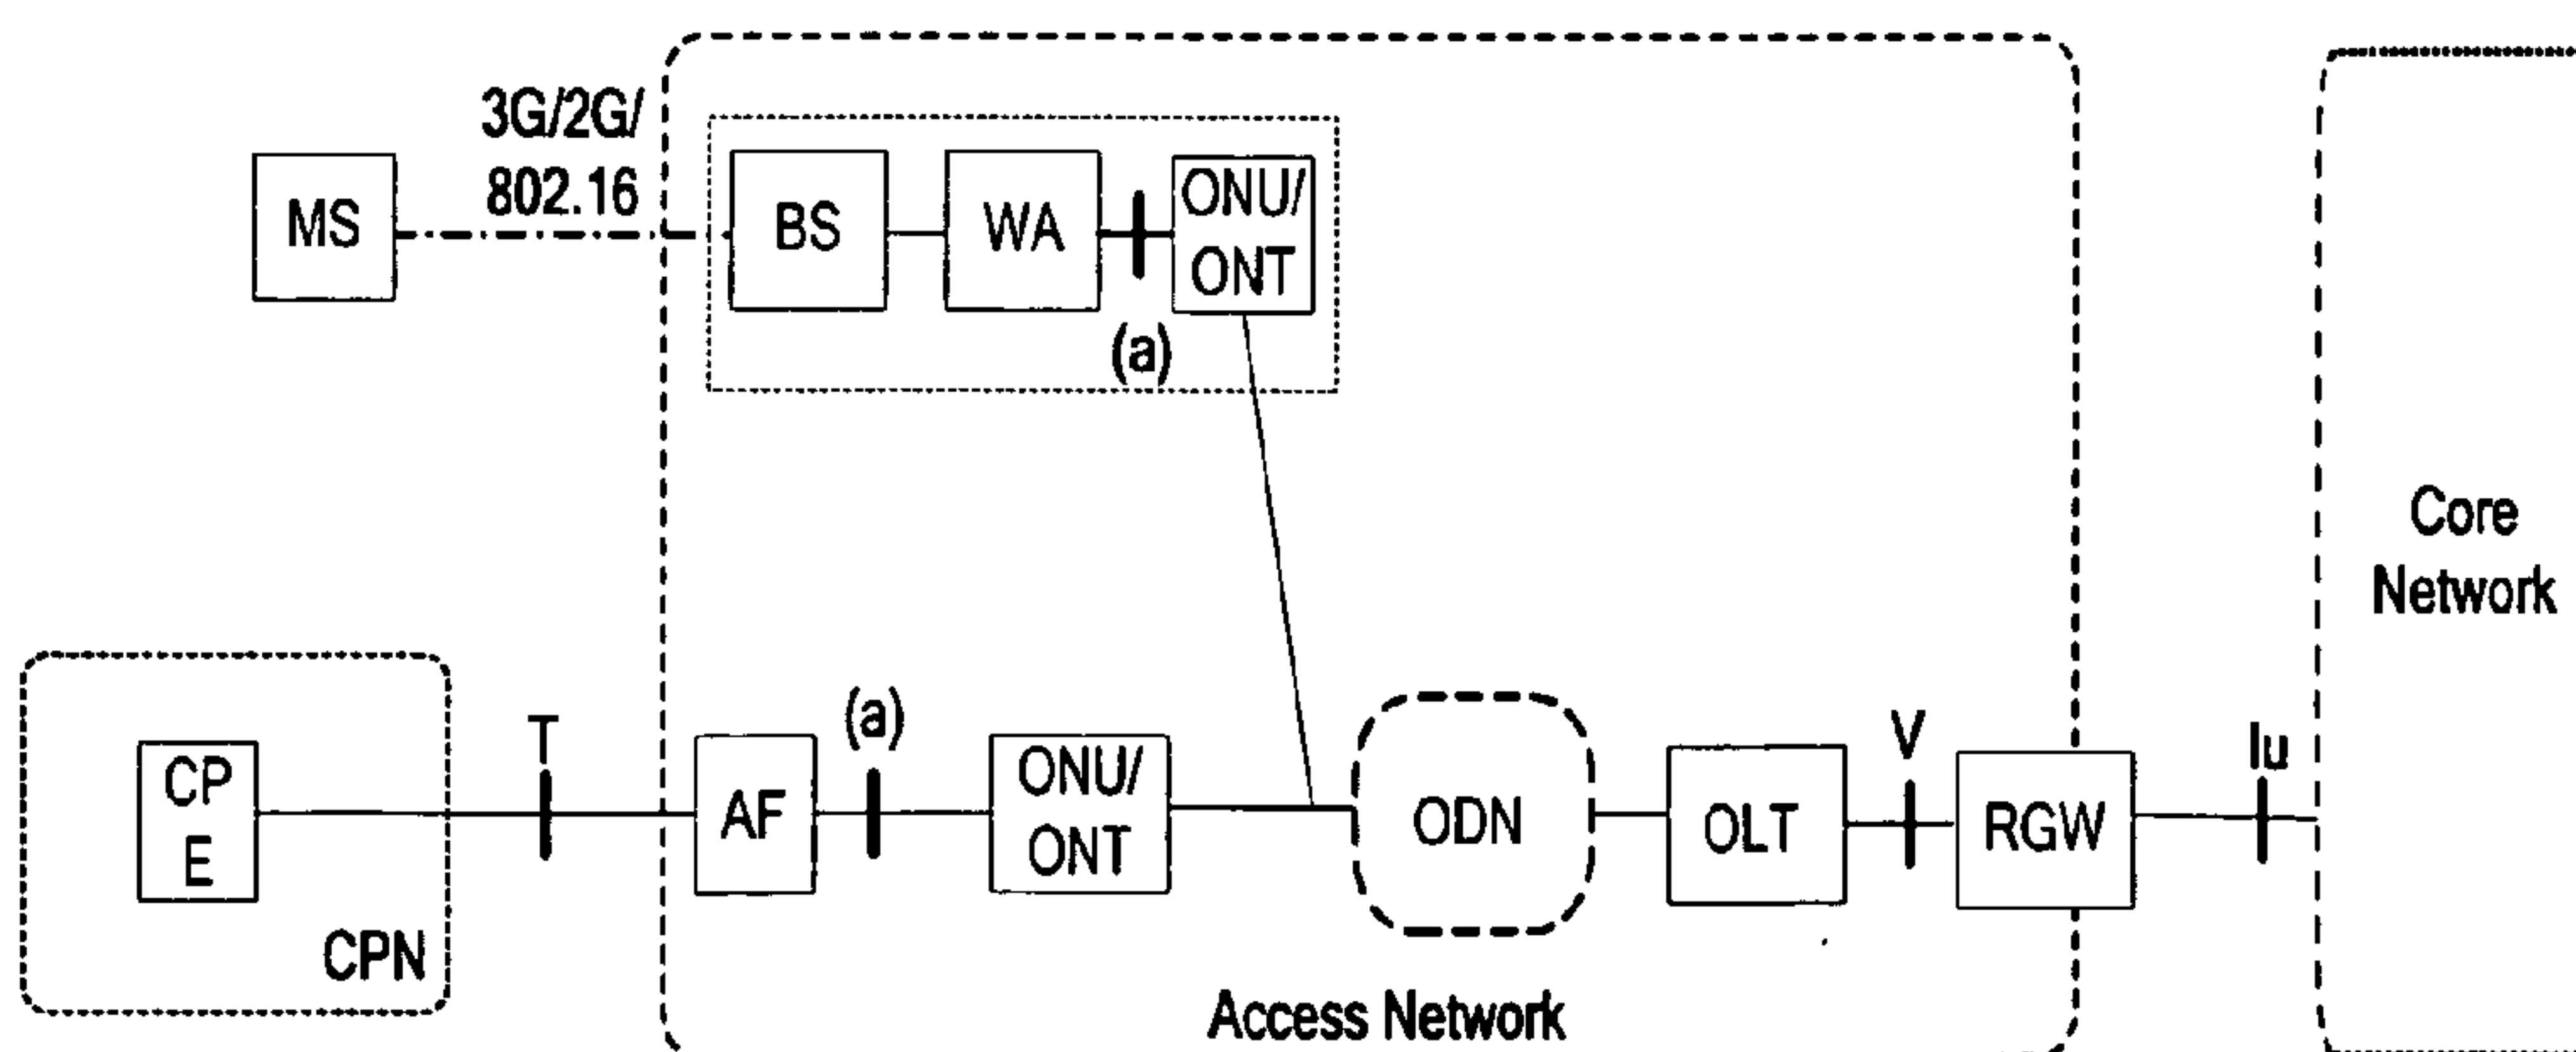 3G/2G/
802.16
MS
BS
WA
ONU/
ONT
(a)
Core
Network
CP
E
CPN
T
AF
(a)
ONU/
ONT
ODN
OLT
V
RGW
Iu
Access Network